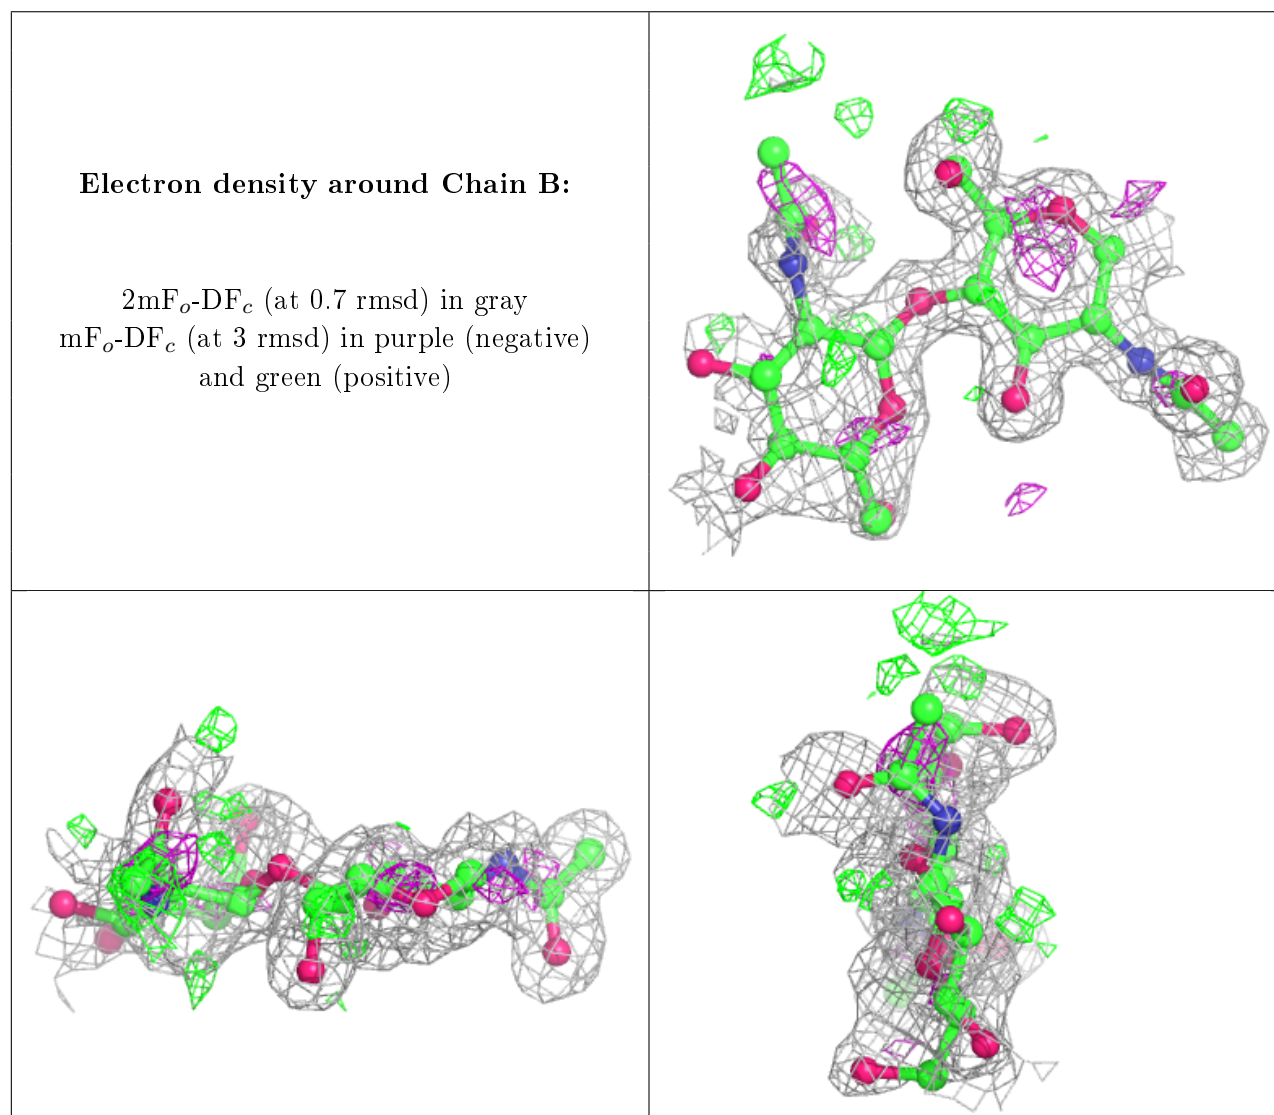 Electron density around Chain B:
2mFₒ-DF𝒸 (at 0.7 rmsd) in gray
mFₒ-DF𝒸 (at 3 rmsd) in purple (negative)
and green (positive)